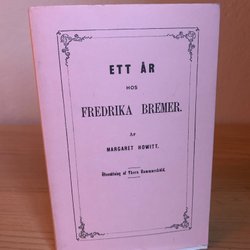 ETT ÅR
HOS
FREDRIKA BREMER.
AF
MARGARET HOWITT.
Öfversättning af Thora Hammarsköld.